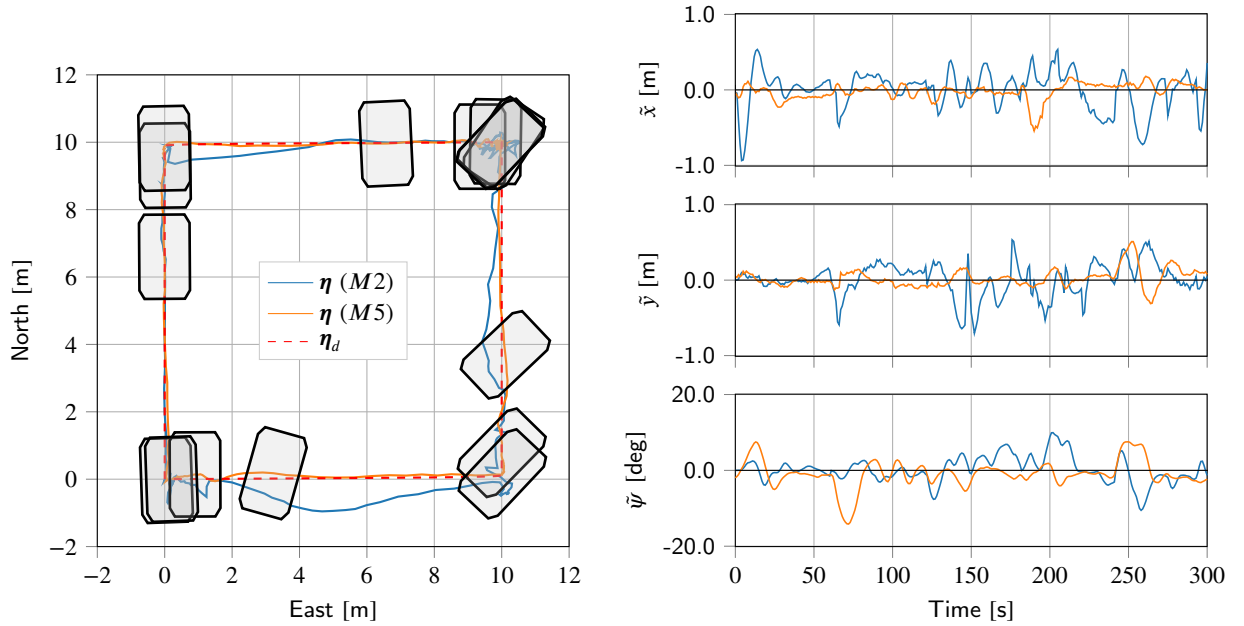 12
10
8
6
4
2
0
−2
−2 0 2 4 6 8 10 12
North [m]
East [m]
η (M2)
η (M5)
η_d
1.0
0.0
-1.0
x̃ [m]
1.0
0.0
-1.0
ỹ [m]
20.0
0.0
-20.0
ψ̃ [deg]
0 50 100 150 200 250 300
Time [s]